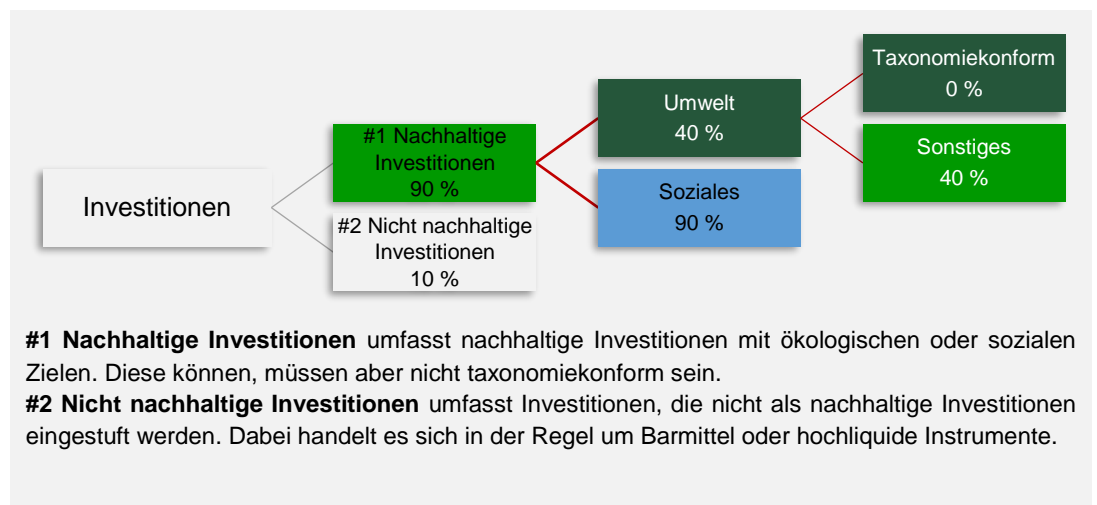 Investitionen
#1 Nachhaltige
Investitionen
90 %
#2 Nicht nachhaltige
Investitionen
10 %
Umwelt
40 %
Soziales
90 %
Taxonomiekonform
0 %
Sonstiges
40 %
#1 Nachhaltige Investitionen umfasst nachhaltige Investitionen mit ökologischen oder sozialen
Zielen. Diese können, müssen aber nicht taxonomiekonform sein.
#2 Nicht nachhaltige Investitionen umfasst Investitionen, die nicht als nachhaltige Investitionen
eingestuft werden. Dabei handelt es sich in der Regel um Barmittel oder hochliquide Instrumente.